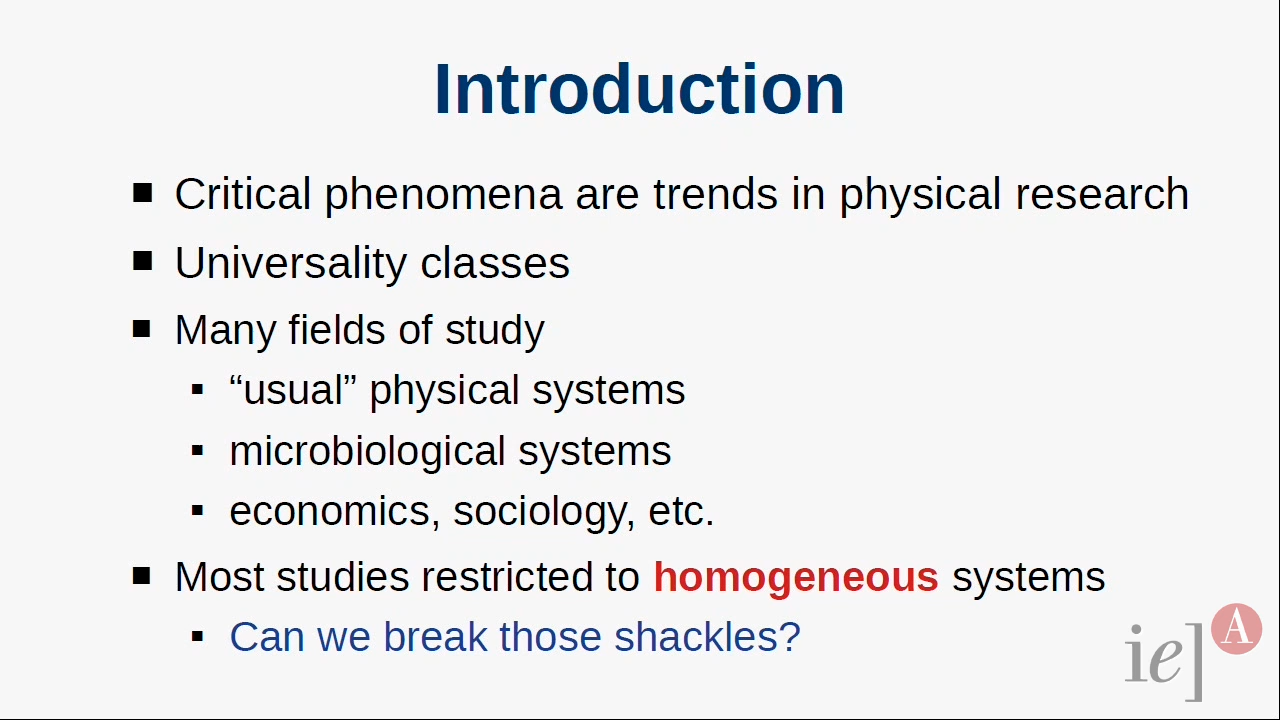 Introduction
■ Critical phenomena are trends in physical research
■ Universality classes
■ Many fields of study
▪ “usual” physical systems
▪ microbiological systems
▪ economics, sociology, etc.
■ Most studies restricted to homogeneous systems
▪ Can we break those shackles?
ie] A